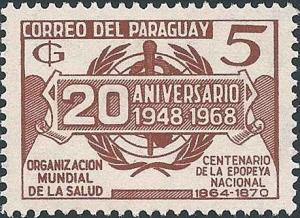 CORREO DEL PARAGUAY 5
G
20 ANIVERSARIO
1948 1968
ORGANIZACION
MUNDIAL
DE LA SALUD
CENTENARIO
DE LA EPOPEYA
NACIONAL
1864-1870